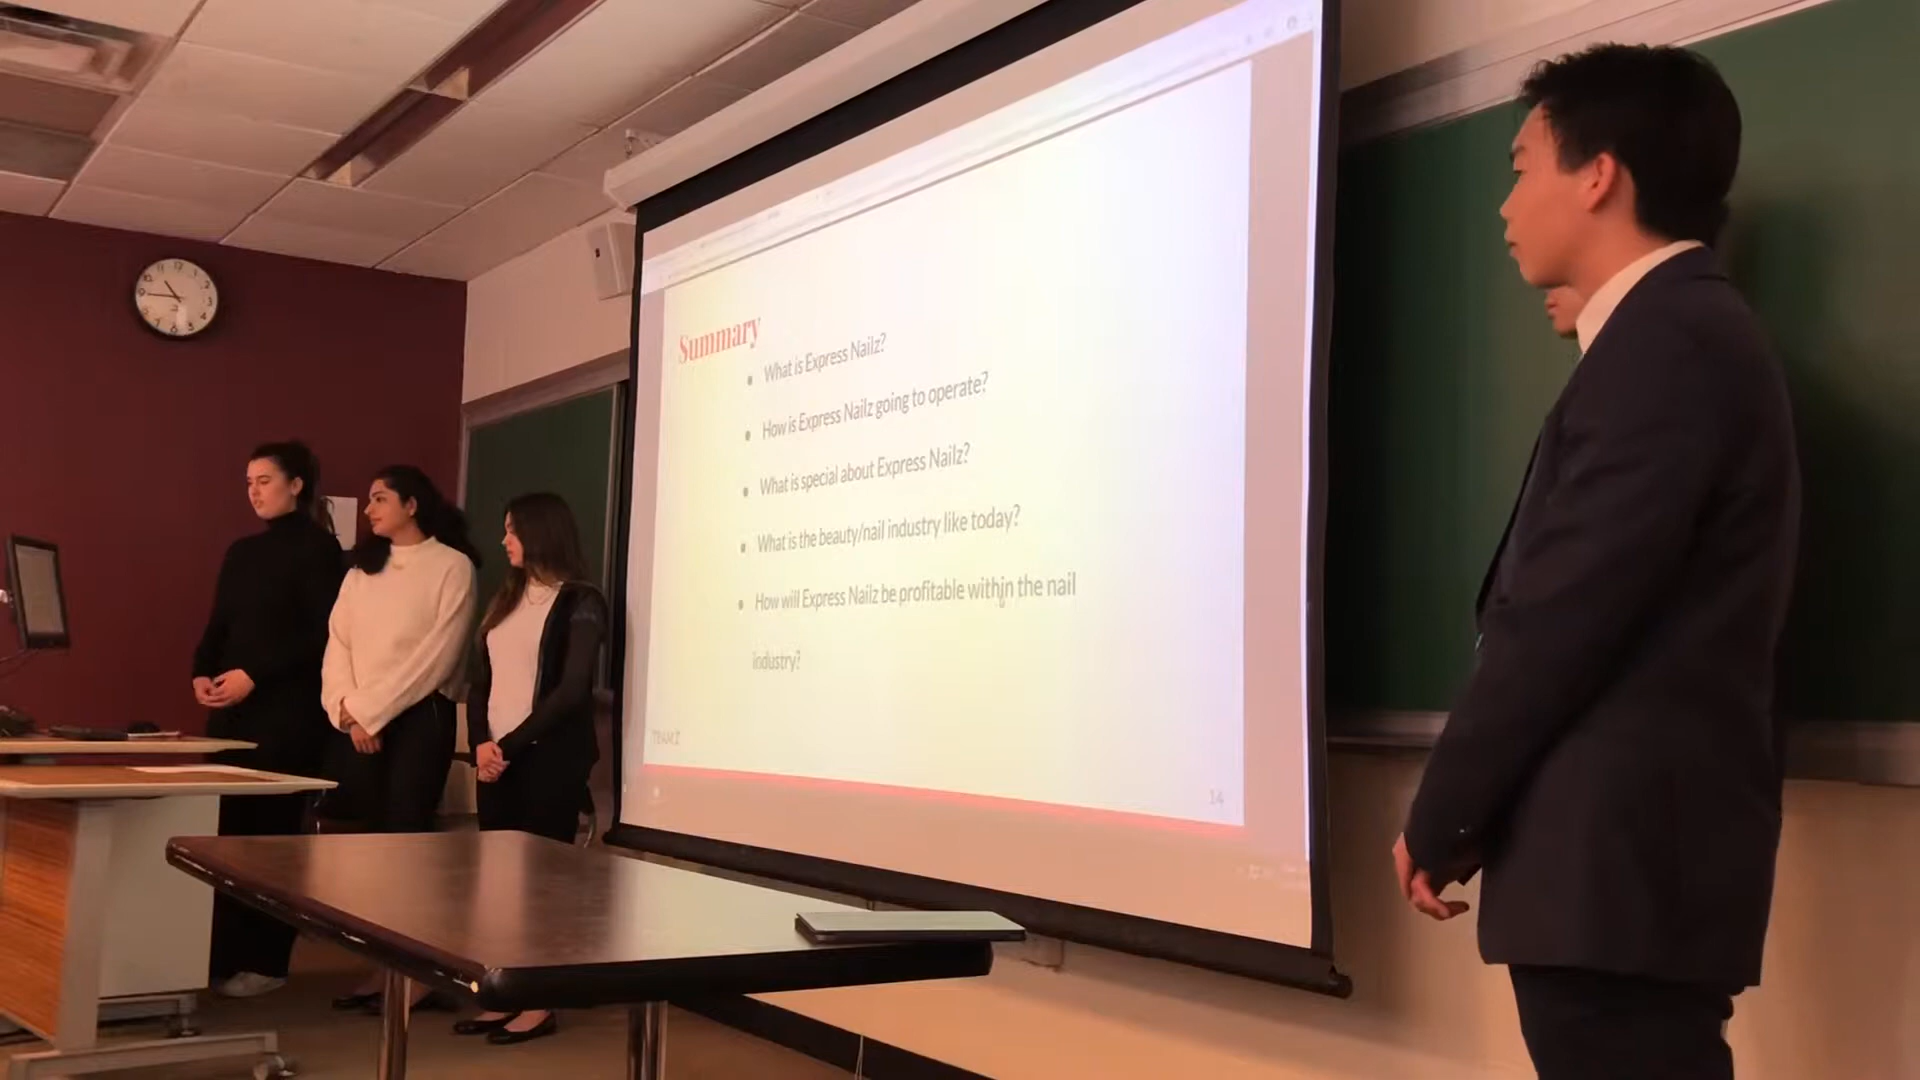 Summary
• What is Express Nailz?
• How is Express Nailz going to operate?
• What is special about Express Nailz?
• What is the beauty/nail industry like today?
• How will Express Nailz be profitable within the nail
industry?
TEAM Z
14